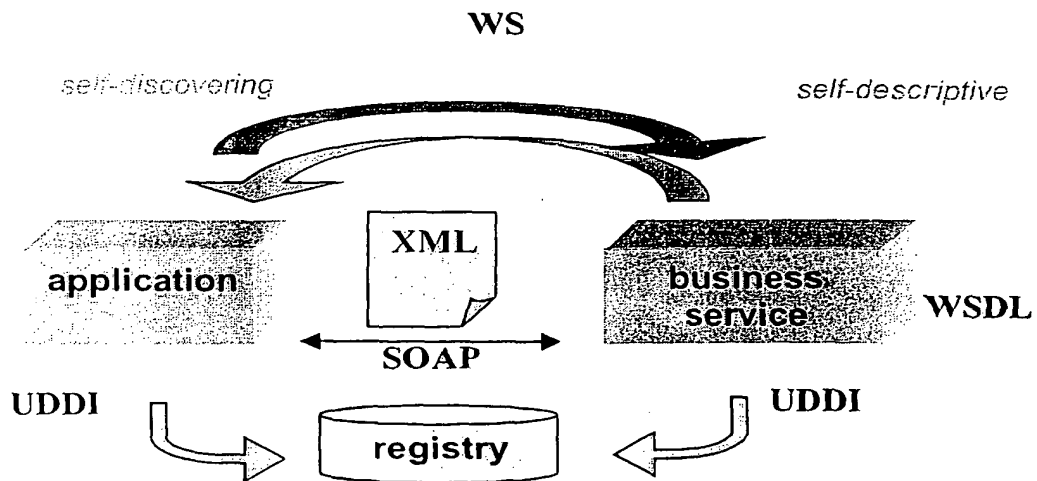 WS
self-discovering
self-descriptive
XML
application
business
service
WSDL
SOAP
UDDI
UDDI
registry